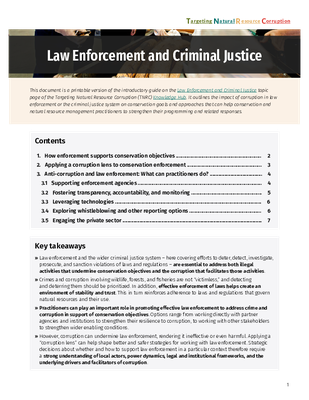 Targeting Natural Resource Corruption
Law Enforcement and Criminal Justice
This document is a printable version of the introductory guide on the Law Enforcement and Criminal Justice topic
page of the Targeting Natural Resource Corruption (TNRC) Knowledge Hub. It outlines the impact of corruption in law
enforcement or the criminal justice system on conservation goals and approaches that can help conservation and
natural resource management practitioners to strengthen their programming and related responses.
Contents
1. How enforcement supports conservation objectives 2
2. Applying a corruption lens to conservation enforcement 3
3. Anti-corruption and law enforcement: What can practitioners do? 4
3.1 Supporting enforcement agencies 4
3.2 Fostering transparency, accountability, and monitoring 5
3.3 Leveraging technologies 6
3.4 Exploring whistleblowing and other reporting options 6
3.5 Engaging the private sector 7
Key takeaways
» Law enforcement and the wider criminal justice system – here covering efforts to deter, detect, investigate,
prosecute, and sanction violations of laws and regulations – are essential to address both illegal
activities that undermine conservation objectives and the corruption that facilitates those activities.
» Crimes and corruption involving wildlife, forests, and fisheries are not "victimless," and detecting
and deterring them should be prioritized. In addition, effective enforcement of laws helps create an
environment of stability and trust. This in turn reinforces adherence to laws and regulations that govern
natural resources and their use.
» Practitioners can play an important role in promoting effective law enforcement to address crime and
corruption in support of conservation objectives. Options range from working directly with partner
agencies and institutions to strengthen their resilience to corruption, to working with other stakeholders
to strengthen wider enabling conditions.
» However, corruption can undermine law enforcement, rendering it ineffective or even harmful. Applying a
"corruption lens" can help shape better and safer strategies for working with law enforcement. Strategic
decisions about whether and how to support law enforcement in a particular context therefore require
a strong understanding of local actors, power dynamics, legal and institutional frameworks, and the
underlying drivers and facilitators of corruption.
1